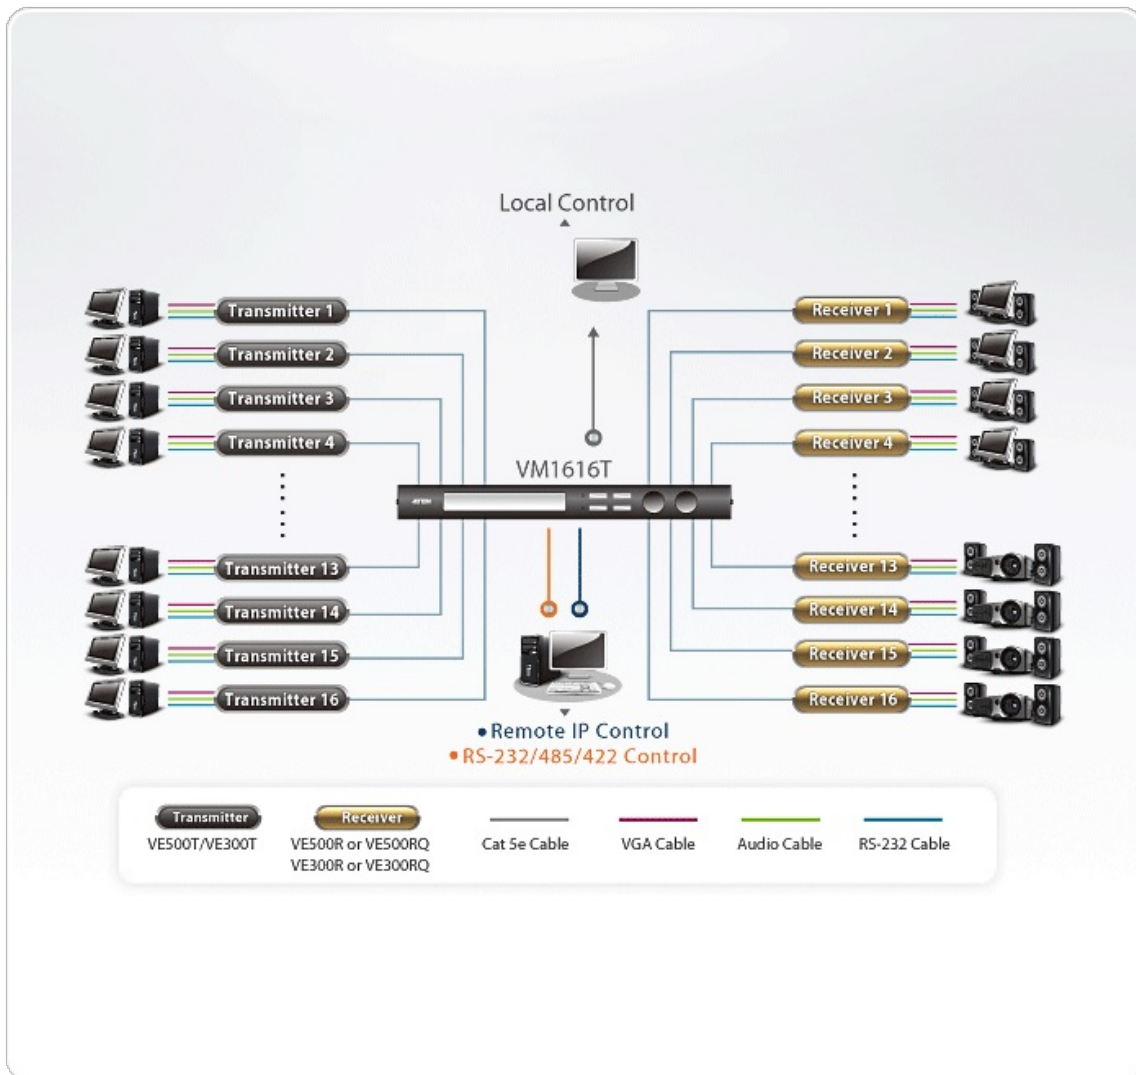 Local Control
Transmitter 1
Transmitter 2
Transmitter 3
Transmitter 4
Receiver 1
Receiver 2
Receiver 3
Receiver 4
VM1616T
ATEN
Transmitter 13
Transmitter 14
Transmitter 15
Transmitter 16
Receiver 13
Receiver 14
Receiver 15
Receiver 16
• Remote IP Control
• RS-232/485/422 Control
Transmitter
VE500T/VE300T
Receiver
VE500R or VE500RQ
VE300R or VE300RQ
Cat 5e Cable
VGA Cable
Audio Cable
RS-232 Cable